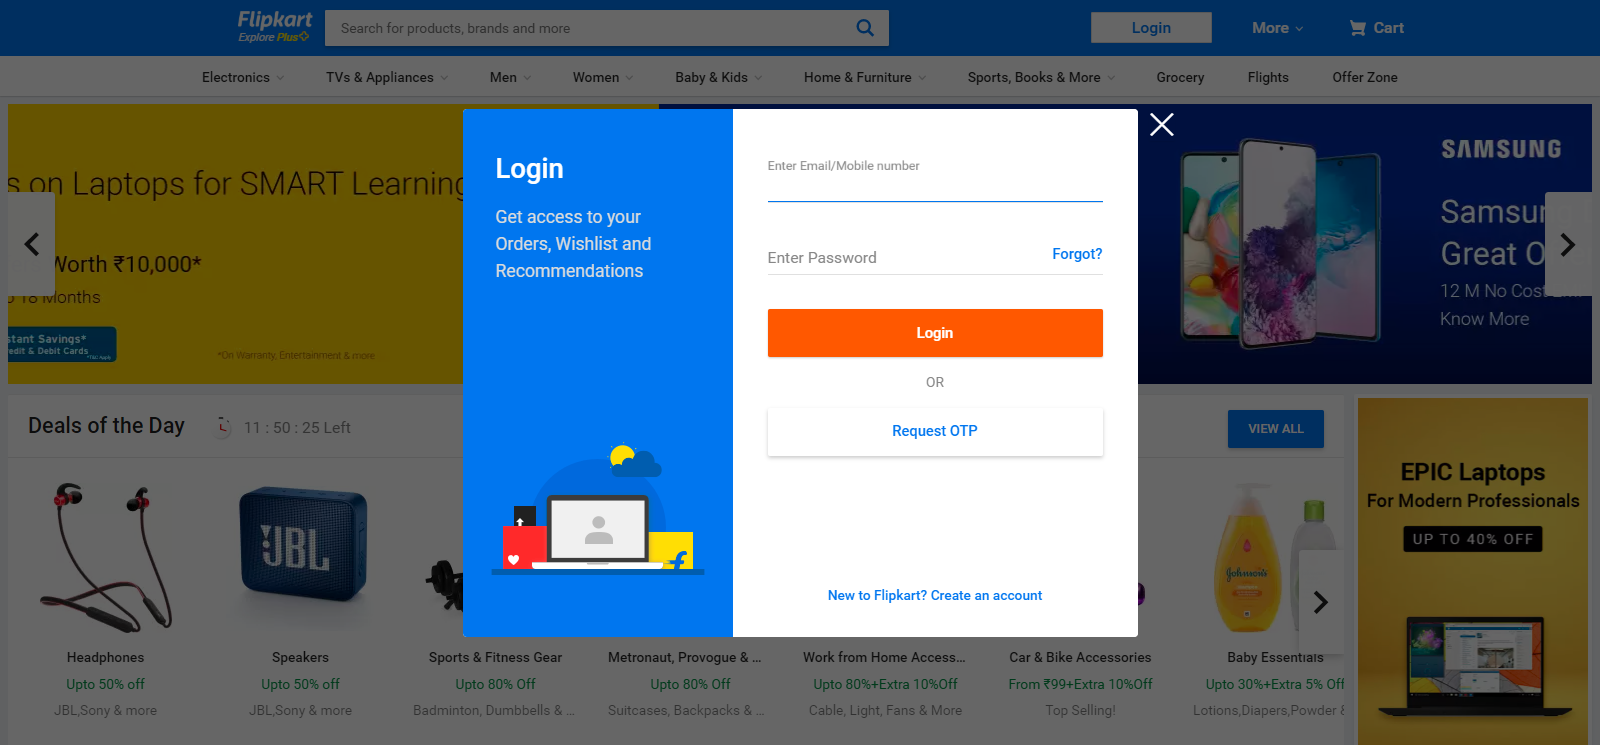 Flipkart
Explore Plus
Search for products, brands and more
Login
More
Cart
Electronics
TVs & Appliances
Men
Women
Baby & Kids
Home & Furniture
Sports, Books & More
Grocery
Flights
Offer Zone
s on Laptops for SMART Learning
Worth ₹10,000*
18 Months
stant Savings*
edit & Debit Cards
*T&C Apply
*On Warranty, Entertainment & more
Login
Get access to your
Orders, Wishlist and
Recommendations
Enter Email/Mobile number
Enter Password
Forgot?
Login
OR
Request OTP
New to Flipkart? Create an account
SAMSUNG
Samsung
Great O
12 M No Cost
Know More
Deals of the Day
11 : 50 : 25 Left
VIEW ALL
JBL
Johnson's
Headphones
Upto 50% off
JBL,Sony & more
Speakers
Upto 50% off
JBL,Sony & more
Sports & Fitness Gear
Upto 80% Off
Badminton, Dumbbells & ...
Metronaut, Provogue & ...
Upto 80% Off
Suitcases, Backpacks & ...
Work from Home Access...
Upto 80%+Extra 10%Off
Cable, Light, Fans & More
Car & Bike Accessories
From ₹99+Extra 10%Off
Top Selling!
Baby Essentials
Upto 30%+Extra 5% Off
Lotions,Diapers,Powder &
EPIC Laptops
For Modern Professionals
UP TO 40% OFF